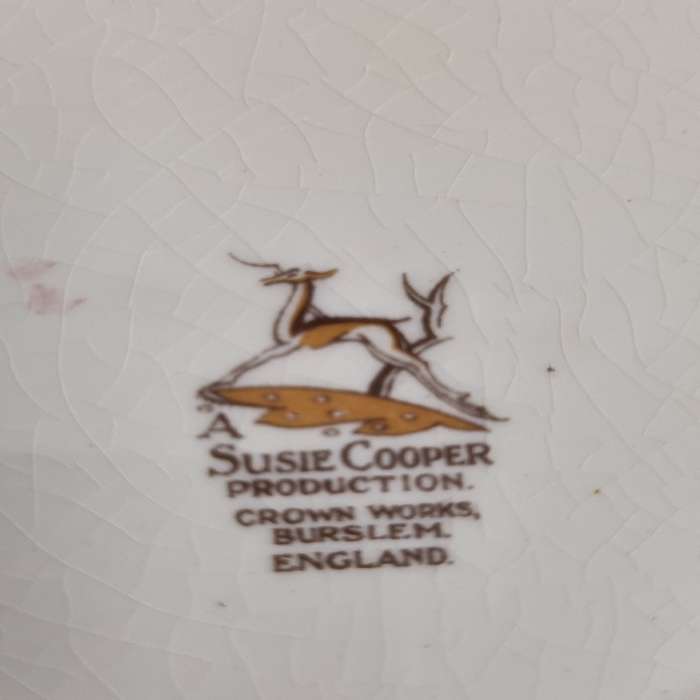 A
SUSIE COOPER
PRODUCTION.
CROWN WORKS,
BURSLEM.
ENGLAND.